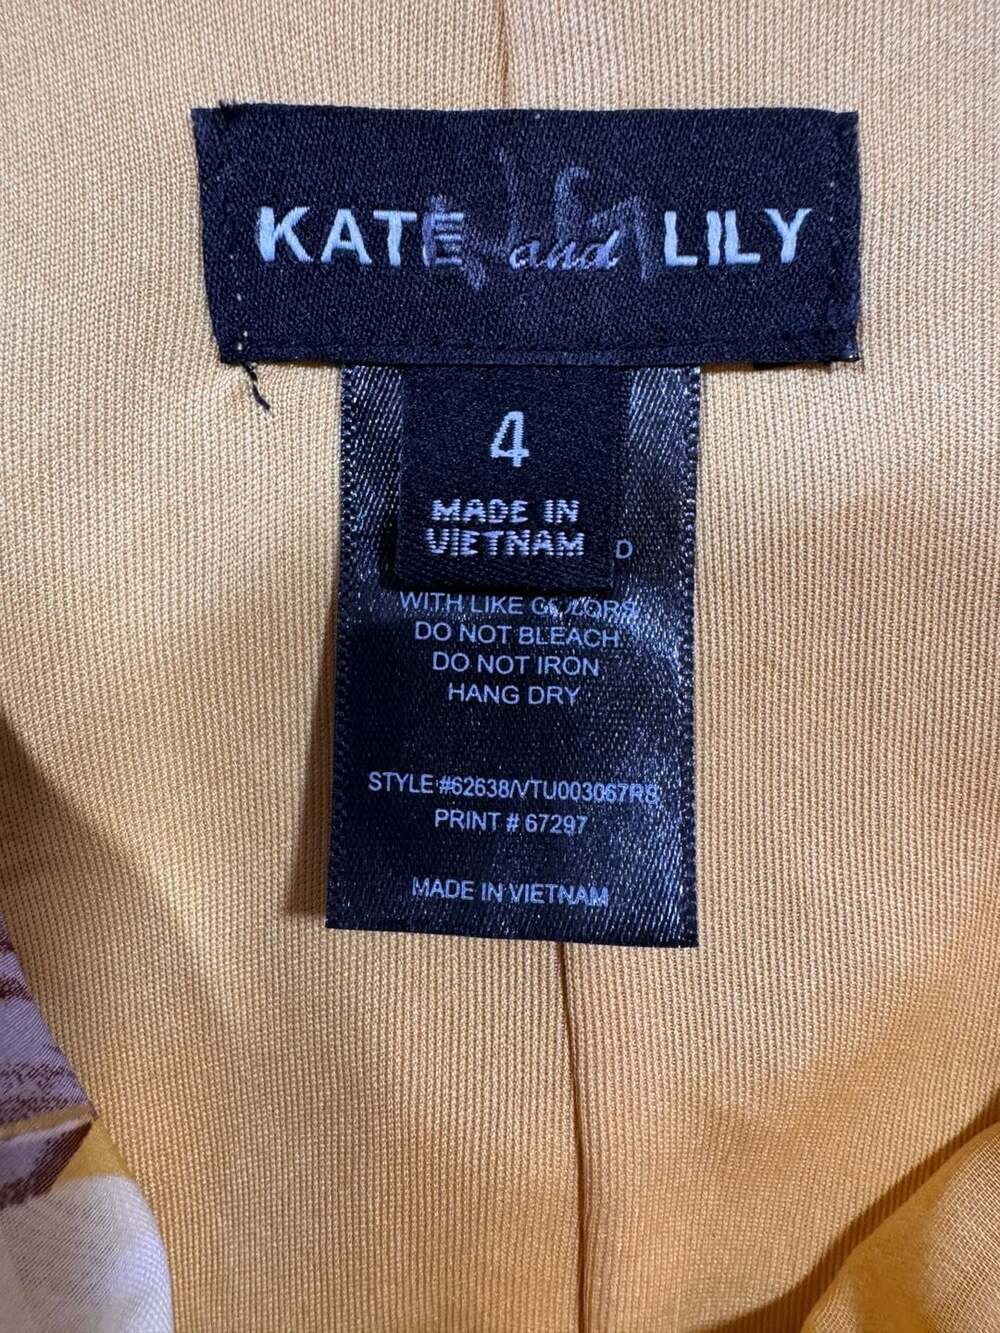 KATE and LILY
4
MADE IN
VIETNAM
D
WITH LIKE COLORS
DO NOT BLEACH
DO NOT IRON
HANG DRY
STYLE #62638/VTU003067RS
PRINT # 67297
MADE IN VIETNAM